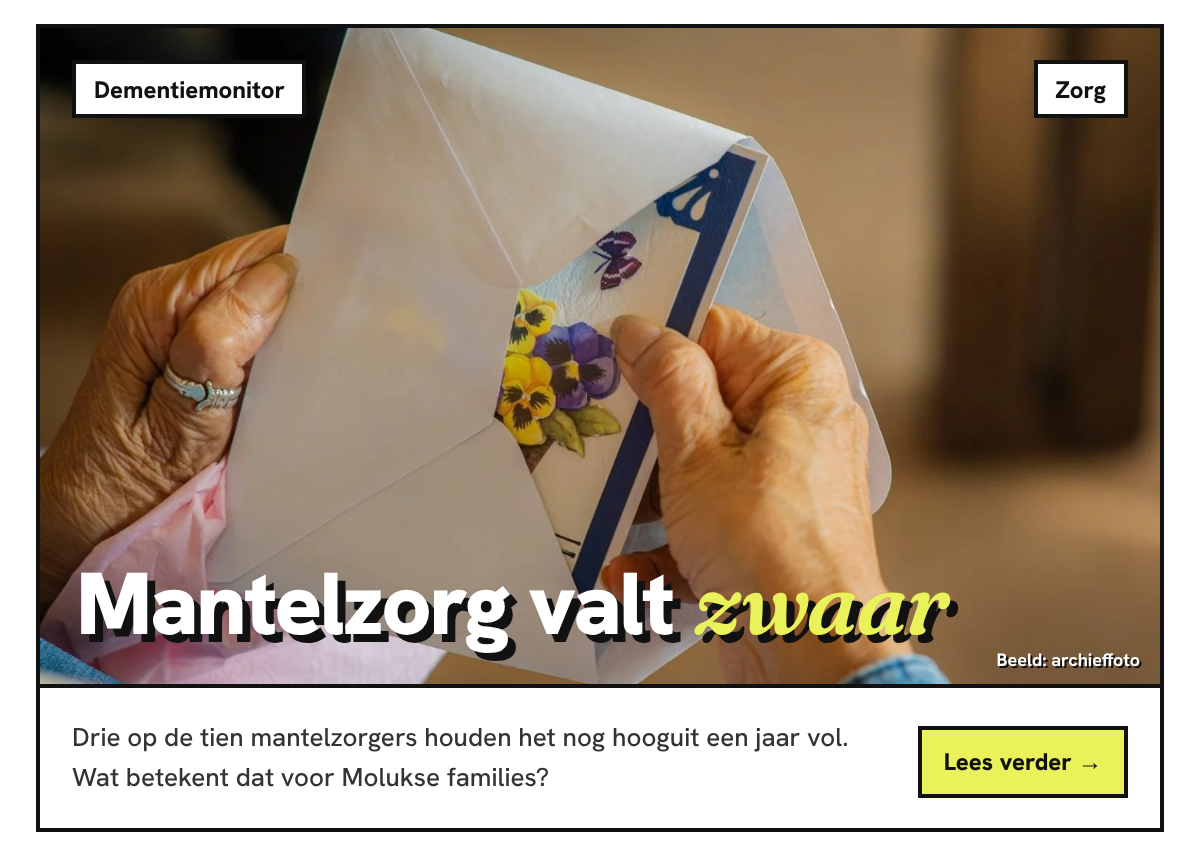 Dementiemonitor
Zorg
Mantelzorg valt zwaar
Beeld: archieffoto
Drie op de tien mantelzorgers houden het nog hooguit een jaar vol.
Wat betekent dat voor Molukse families?
Lees verder →